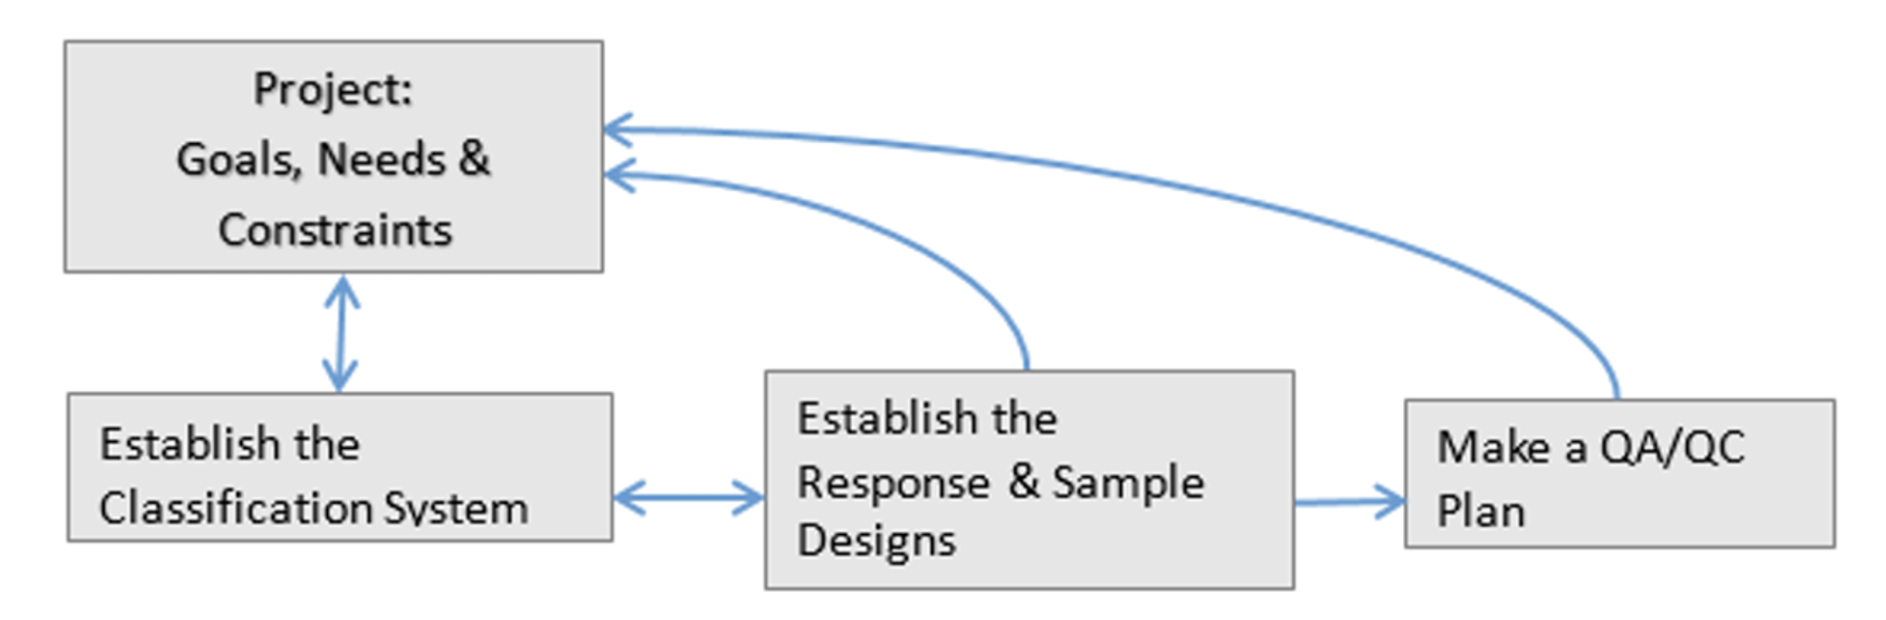 Project:
Goals, Needs &
Constraints
Establish the
Classification System
Establish the
Response & Sample
Designs
Make a QA/QC
Plan